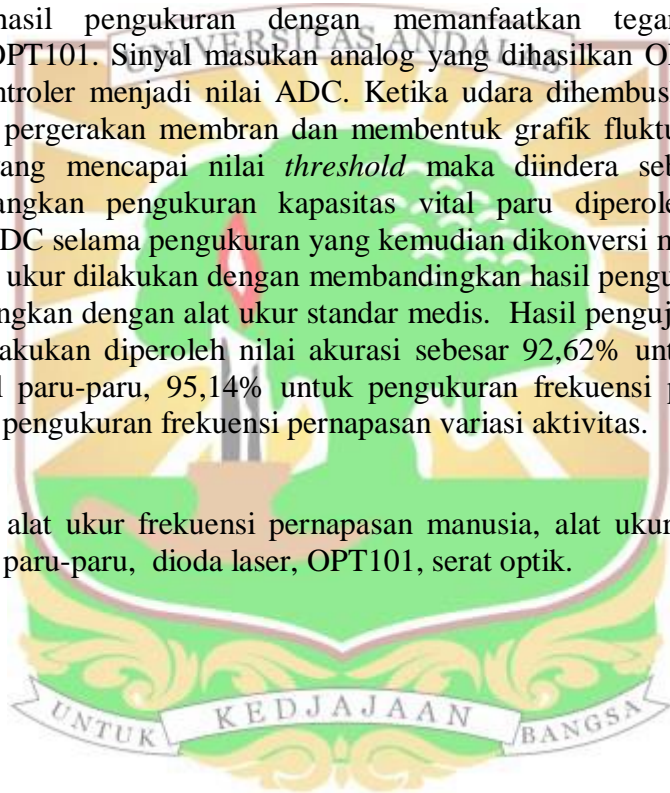 hasil pengukuran dengan memanfaatkan tegan
OPT101. Sinyal masukan analog yang dihasilkan O
ntroler menjadi nilai ADC. Ketika udara dihembus
pergerakan membran dan membentuk grafik fluktu
yang mencapai nilai threshold maka diindera seb
angkan pengukuran kapasitas vital paru diperole
DC selama pengukuran yang kemudian dikonversi m
ukur dilakukan dengan membandingkan hasil pengu
ngkan dengan alat ukur standar medis. Hasil penguj
akukan diperoleh nilai akurasi sebesar 92,62% unt
l paru-paru, 95,14% untuk pengukuran frekuensi p
pengukuran frekuensi pernapasan variasi aktivitas.
alat ukur frekuensi pernapasan manusia, alat ukur
paru-paru, dioda laser, OPT101, serat optik.
UNIVERSITAS ANDALAS
UNTUK KEDJAJAAN BANGSA